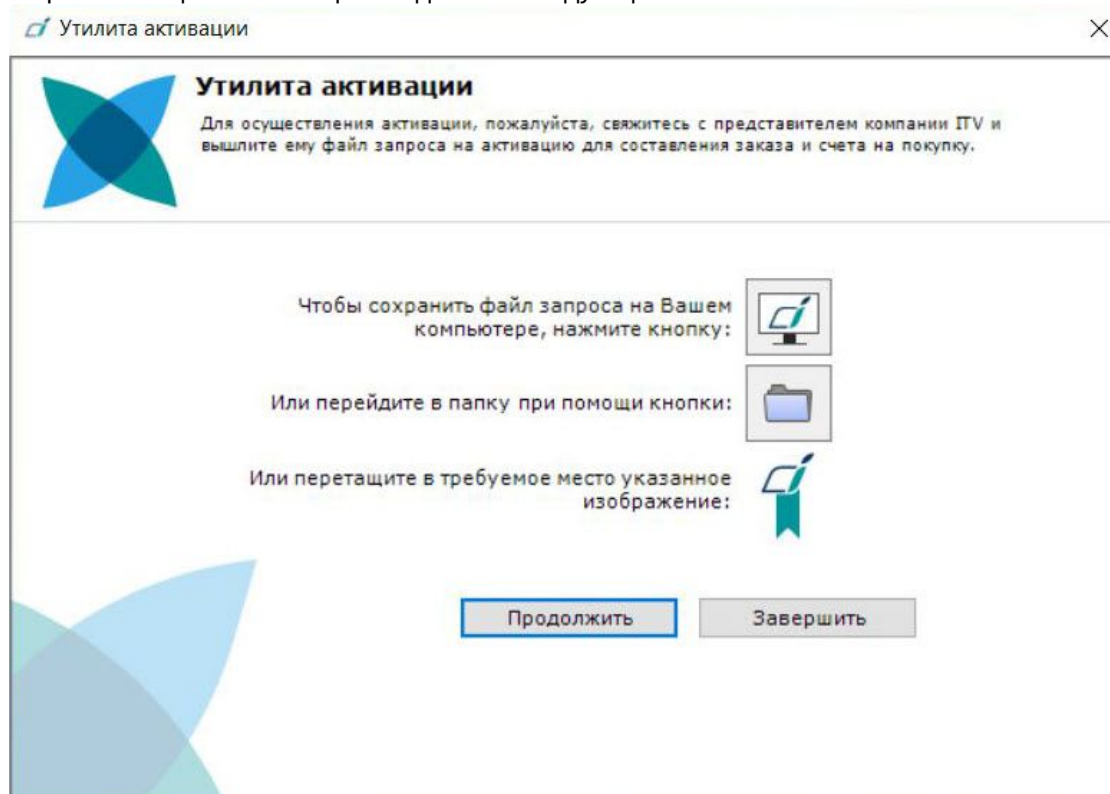 Утилита активации
Утилита активации
Для осуществления активации, пожалуйста, свяжитесь с представителем компании ITV и
вышлите ему файл запроса на активацию для составления заказа и счета на покупку.
Чтобы сохранить файл запроса на Вашем
компьютере, нажмите кнопку:
Или перейдите в папку при помощи кнопки:
Или перетащите в требуемое место указанное
изображение:
Продолжить
Завершить